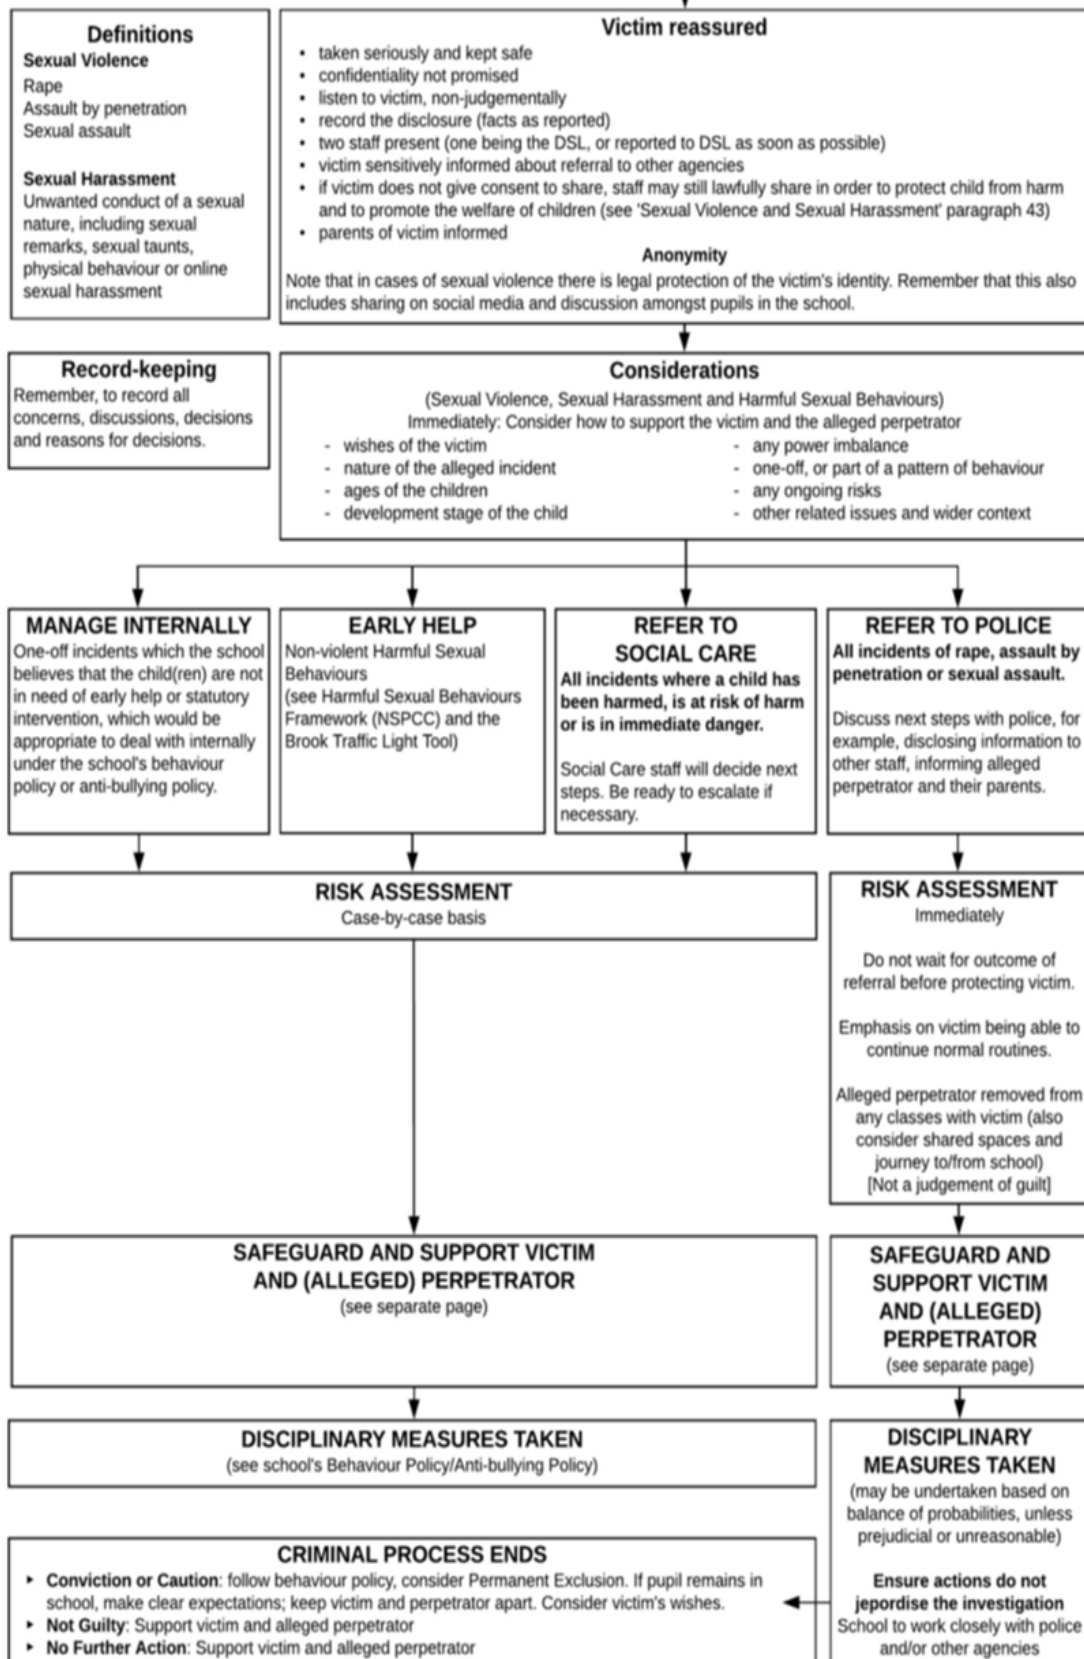 Definitions
Sexual Violence
Rape
Assault by penetration
Sexual assault
Sexual Harassment
Unwanted conduct of a sexual
nature, including sexual
remarks, sexual taunts,
physical behaviour or online
sexual harassment
Victim reassured
• taken seriously and kept safe
• confidentiality not promised
• listen to victim, non-judgementally
• record the disclosure (facts as reported)
• two staff present (one being the DSL, or reported to DSL as soon as possible)
• victim sensitively informed about referral to other agencies
• if victim does not give consent to share, staff may still lawfully share in order to protect child from harm
and to promote the welfare of children (see 'Sexual Violence and Sexual Harassment' paragraph 43)
• parents of victim informed
Anonymity
Note that in cases of sexual violence there is legal protection of the victim's identity. Remember that this also
includes sharing on social media and discussion amongst pupils in the school.
Record-keeping
Remember, to record all
concerns, discussions, decisions
and reasons for decisions.
Considerations
(Sexual Violence, Sexual Harassment and Harmful Sexual Behaviours)
Immediately: Consider how to support the victim and the alleged perpetrator
- wishes of the victim
- nature of the alleged incident
- ages of the children
- development stage of the child
- any power imbalance
- one-off, or part of a pattern of behaviour
- any ongoing risks
- other related issues and wider context
MANAGE INTERNALLY
One-off incidents which the school
believes that the child(ren) are not
in need of early help or statutory
intervention, which would be
appropriate to deal with internally
under the school's behaviour
policy or anti-bullying policy.
EARLY HELP
Non-violent Harmful Sexual
Behaviours
(see Harmful Sexual Behaviours
Framework (NSPCC) and the
Brook Traffic Light Tool)
REFER TO
SOCIAL CARE
All incidents where a child has
been harmed, is at risk of harm
or is in immediate danger.
Social Care staff will decide next
steps. Be ready to escalate if
necessary.
REFER TO POLICE
All incidents of rape, assault by
penetration or sexual assault.
Discuss next steps with police, for
example, disclosing information to
other staff, informing alleged
perpetrator and their parents.
RISK ASSESSMENT
Case-by-case basis
RISK ASSESSMENT
Immediately
Do not wait for outcome of
referral before protecting victim.
Emphasis on victim being able to
continue normal routines.
Alleged perpetrator removed from
any classes with victim (also
consider shared spaces and
journey to/from school)
[Not a judgement of guilt]
SAFEGUARD AND SUPPORT VICTIM
AND (ALLEGED) PERPETRATOR
(see separate page)
SAFEGUARD AND
SUPPORT VICTIM
AND (ALLEGED)
PERPETRATOR
(see separate page)
DISCIPLINARY MEASURES TAKEN
(see school's Behaviour Policy/Anti-bullying Policy)
DISCIPLINARY
MEASURES TAKEN
(may be undertaken based on
balance of probabilities, unless
prejudicial or unreasonable)
Ensure actions do not
jepordise the investigation
School to work closely with police
and/or other agencies
CRIMINAL PROCESS ENDS
‣ Conviction or Caution: follow behaviour policy, consider Permanent Exclusion. If pupil remains in
school, make clear expectations; keep victim and perpetrator apart. Consider victim's wishes.
‣ Not Guilty: Support victim and alleged perpetrator
‣ No Further Action: Support victim and alleged perpetrator